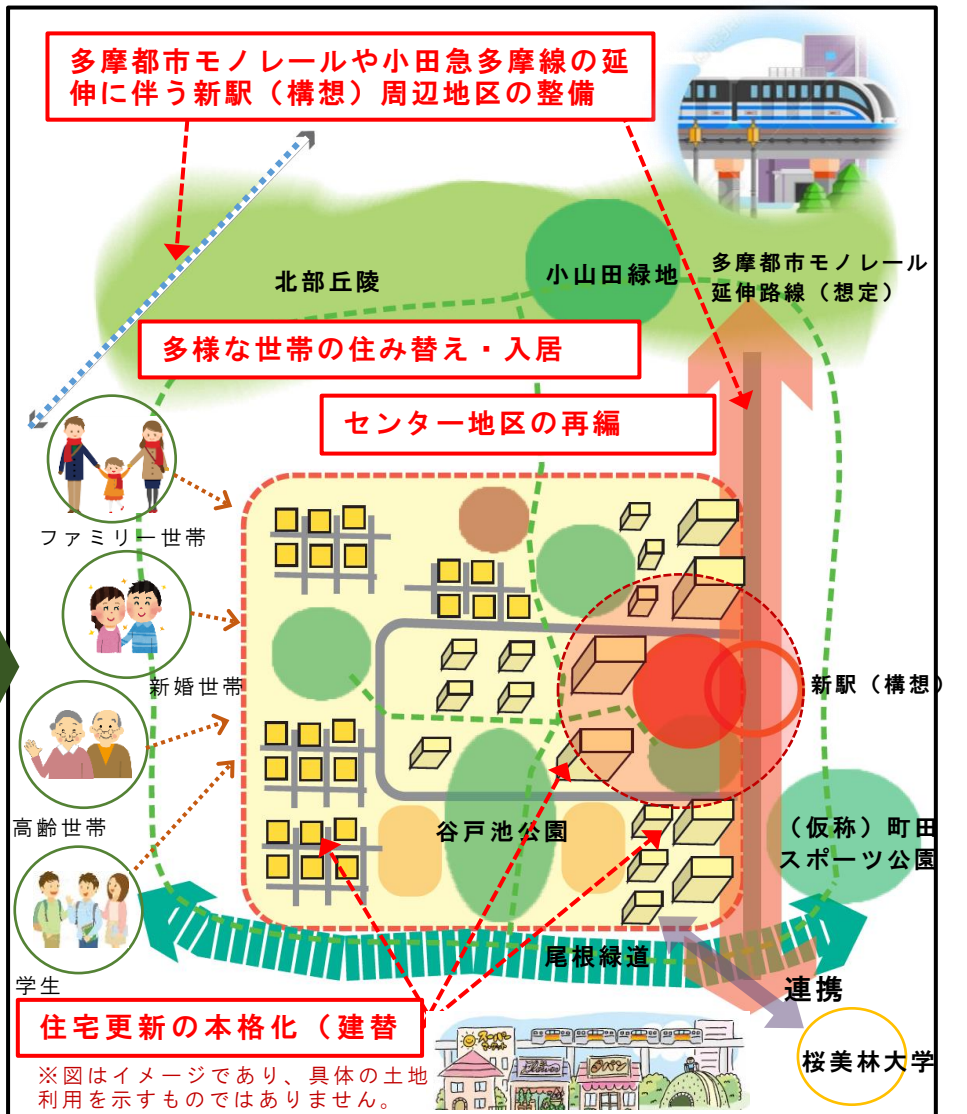 多摩都市モノレールや小田急多摩線の延
伸に伴う新駅（構想）周辺地区の整備
北部丘陵
小山田緑地
多摩都市モノレール
延伸路線（想定）
多様な世帯の住み替え・入居
センター地区の再編
ファミリー世帯
新婚世帯
新駅（構想）
高齢世帯
谷戸池公園
（仮称）町田
スポーツ公園
尾根緑道
学生
連携
住宅更新の本格化（建替
桜美林大学
※図はイメージであり、具体の土地
利用を示すものではありません。